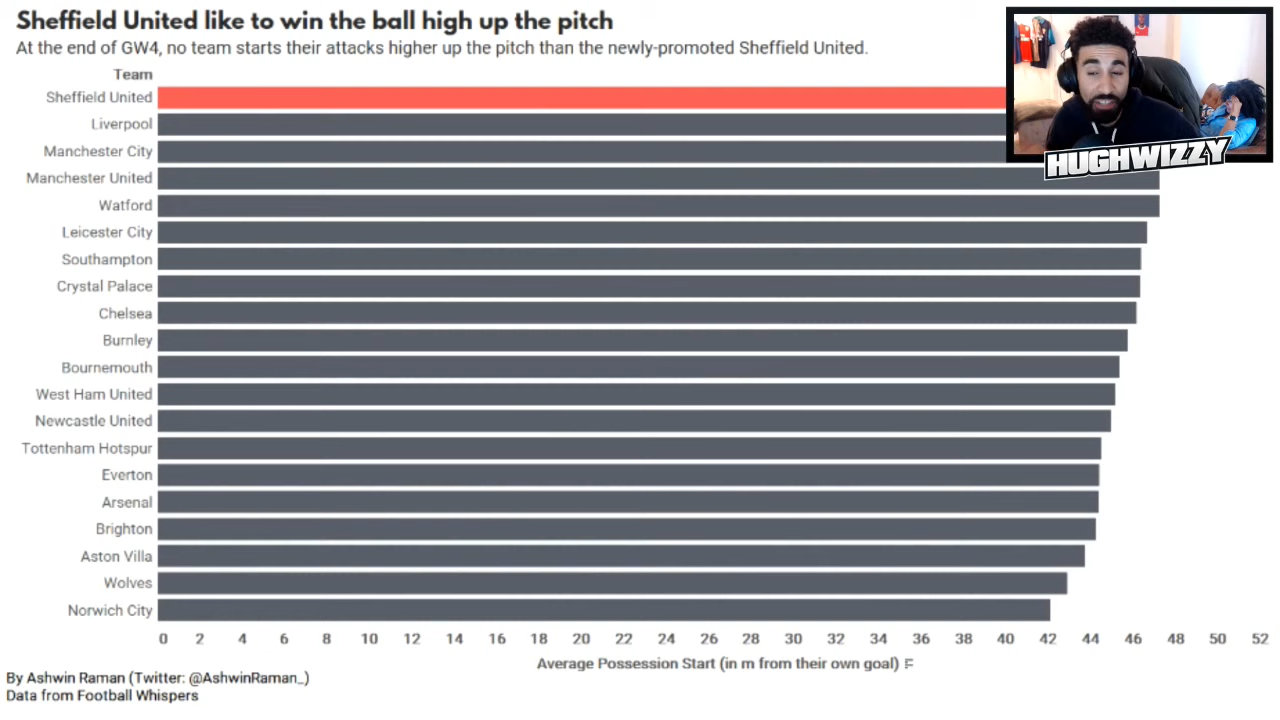 Sheffield United like to win the ball high up the pitch
At the end of GW4, no team starts their attacks higher up the pitch than the newly-promoted Sheffield United.
Team
Sheffield United
Liverpool
Manchester City
Manchester United
Watford
Leicester City
Southampton
Crystal Palace
Chelsea
Burnley
Bournemouth
West Ham United
Newcastle United
Tottenham Hotspur
Everton
Arsenal
Brighton
Aston Villa
Wolves
Norwich City
0 2 4 6 8 10 12 14 16 18 20 22 24 26 28 30 32 34 36 38 40 42 44 46 48 50 52
Average Possession Start (in m from their own goal)
By Ashwin Raman (Twitter: @AshwinRaman_)
Data from Football Whispers
HUGHWIZZY